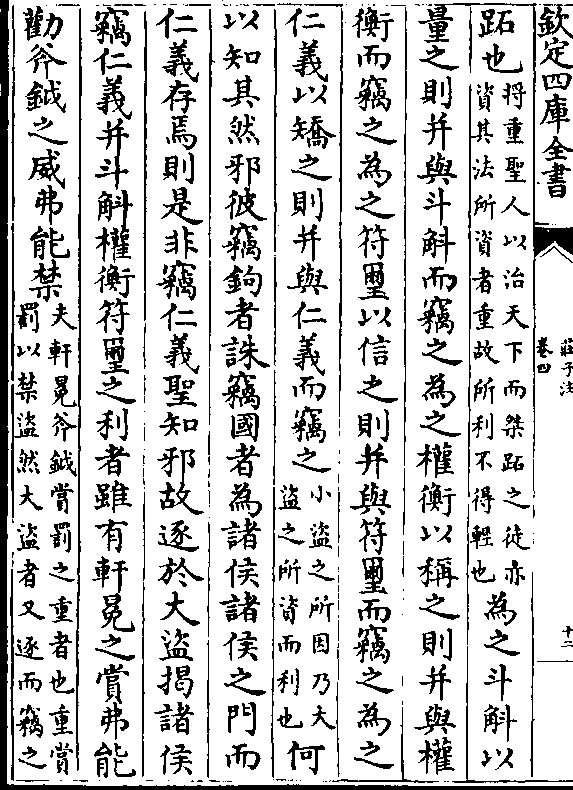 欽定四庫全書
莊子注
卷四
十二
跖也將重聖人以治天下而桀跖之徒亦資其法所資者重故所利不得輕也為之斗斛以
量之則并與斗斛而竊之為之權衡以稱之則并與權
衡而竊之為之符璽以信之則并與符璽而竊之為之
仁義以矯之則并與仁義而竊之小盜之所困乃大盜之所資而利也何
以知其然邪彼竊鉤者誅竊國者為諸侯諸侯之門而
仁義存焉則是非竊仁義聖知邪故逐於大盜揭諸侯
竊仁義并斗斛權衡符璽之利者雖有軒冕之賞弗能
勸斧鉞之威弗能禁夫軒冕斧鉞賞罰之重者也重賞罰以禁盜然大盜者又逐而竊之